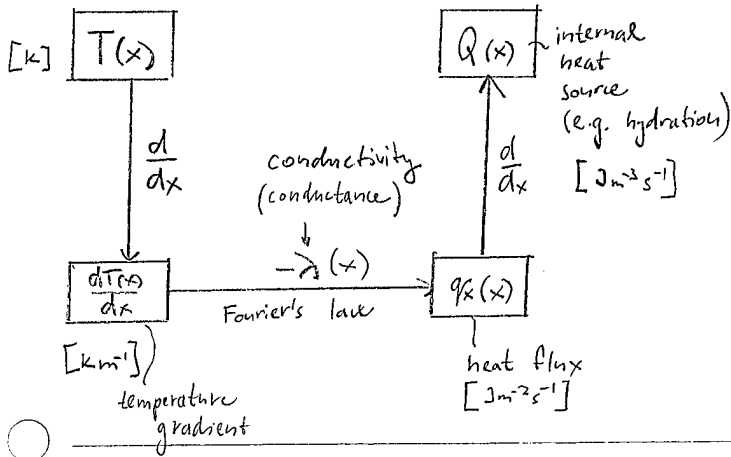 [K]
T(x)
Q(x)
internal
heat
source
(e.g. hydration)
[Jm⁻³s⁻¹]
d
dx
conductivity
(conductance)
d
dx
-λ(x)
dT(x)
dx
Fourier's law
qx(x)
[Km⁻¹]
temperature
gradient
heat flux
[Jm⁻²s⁻¹]